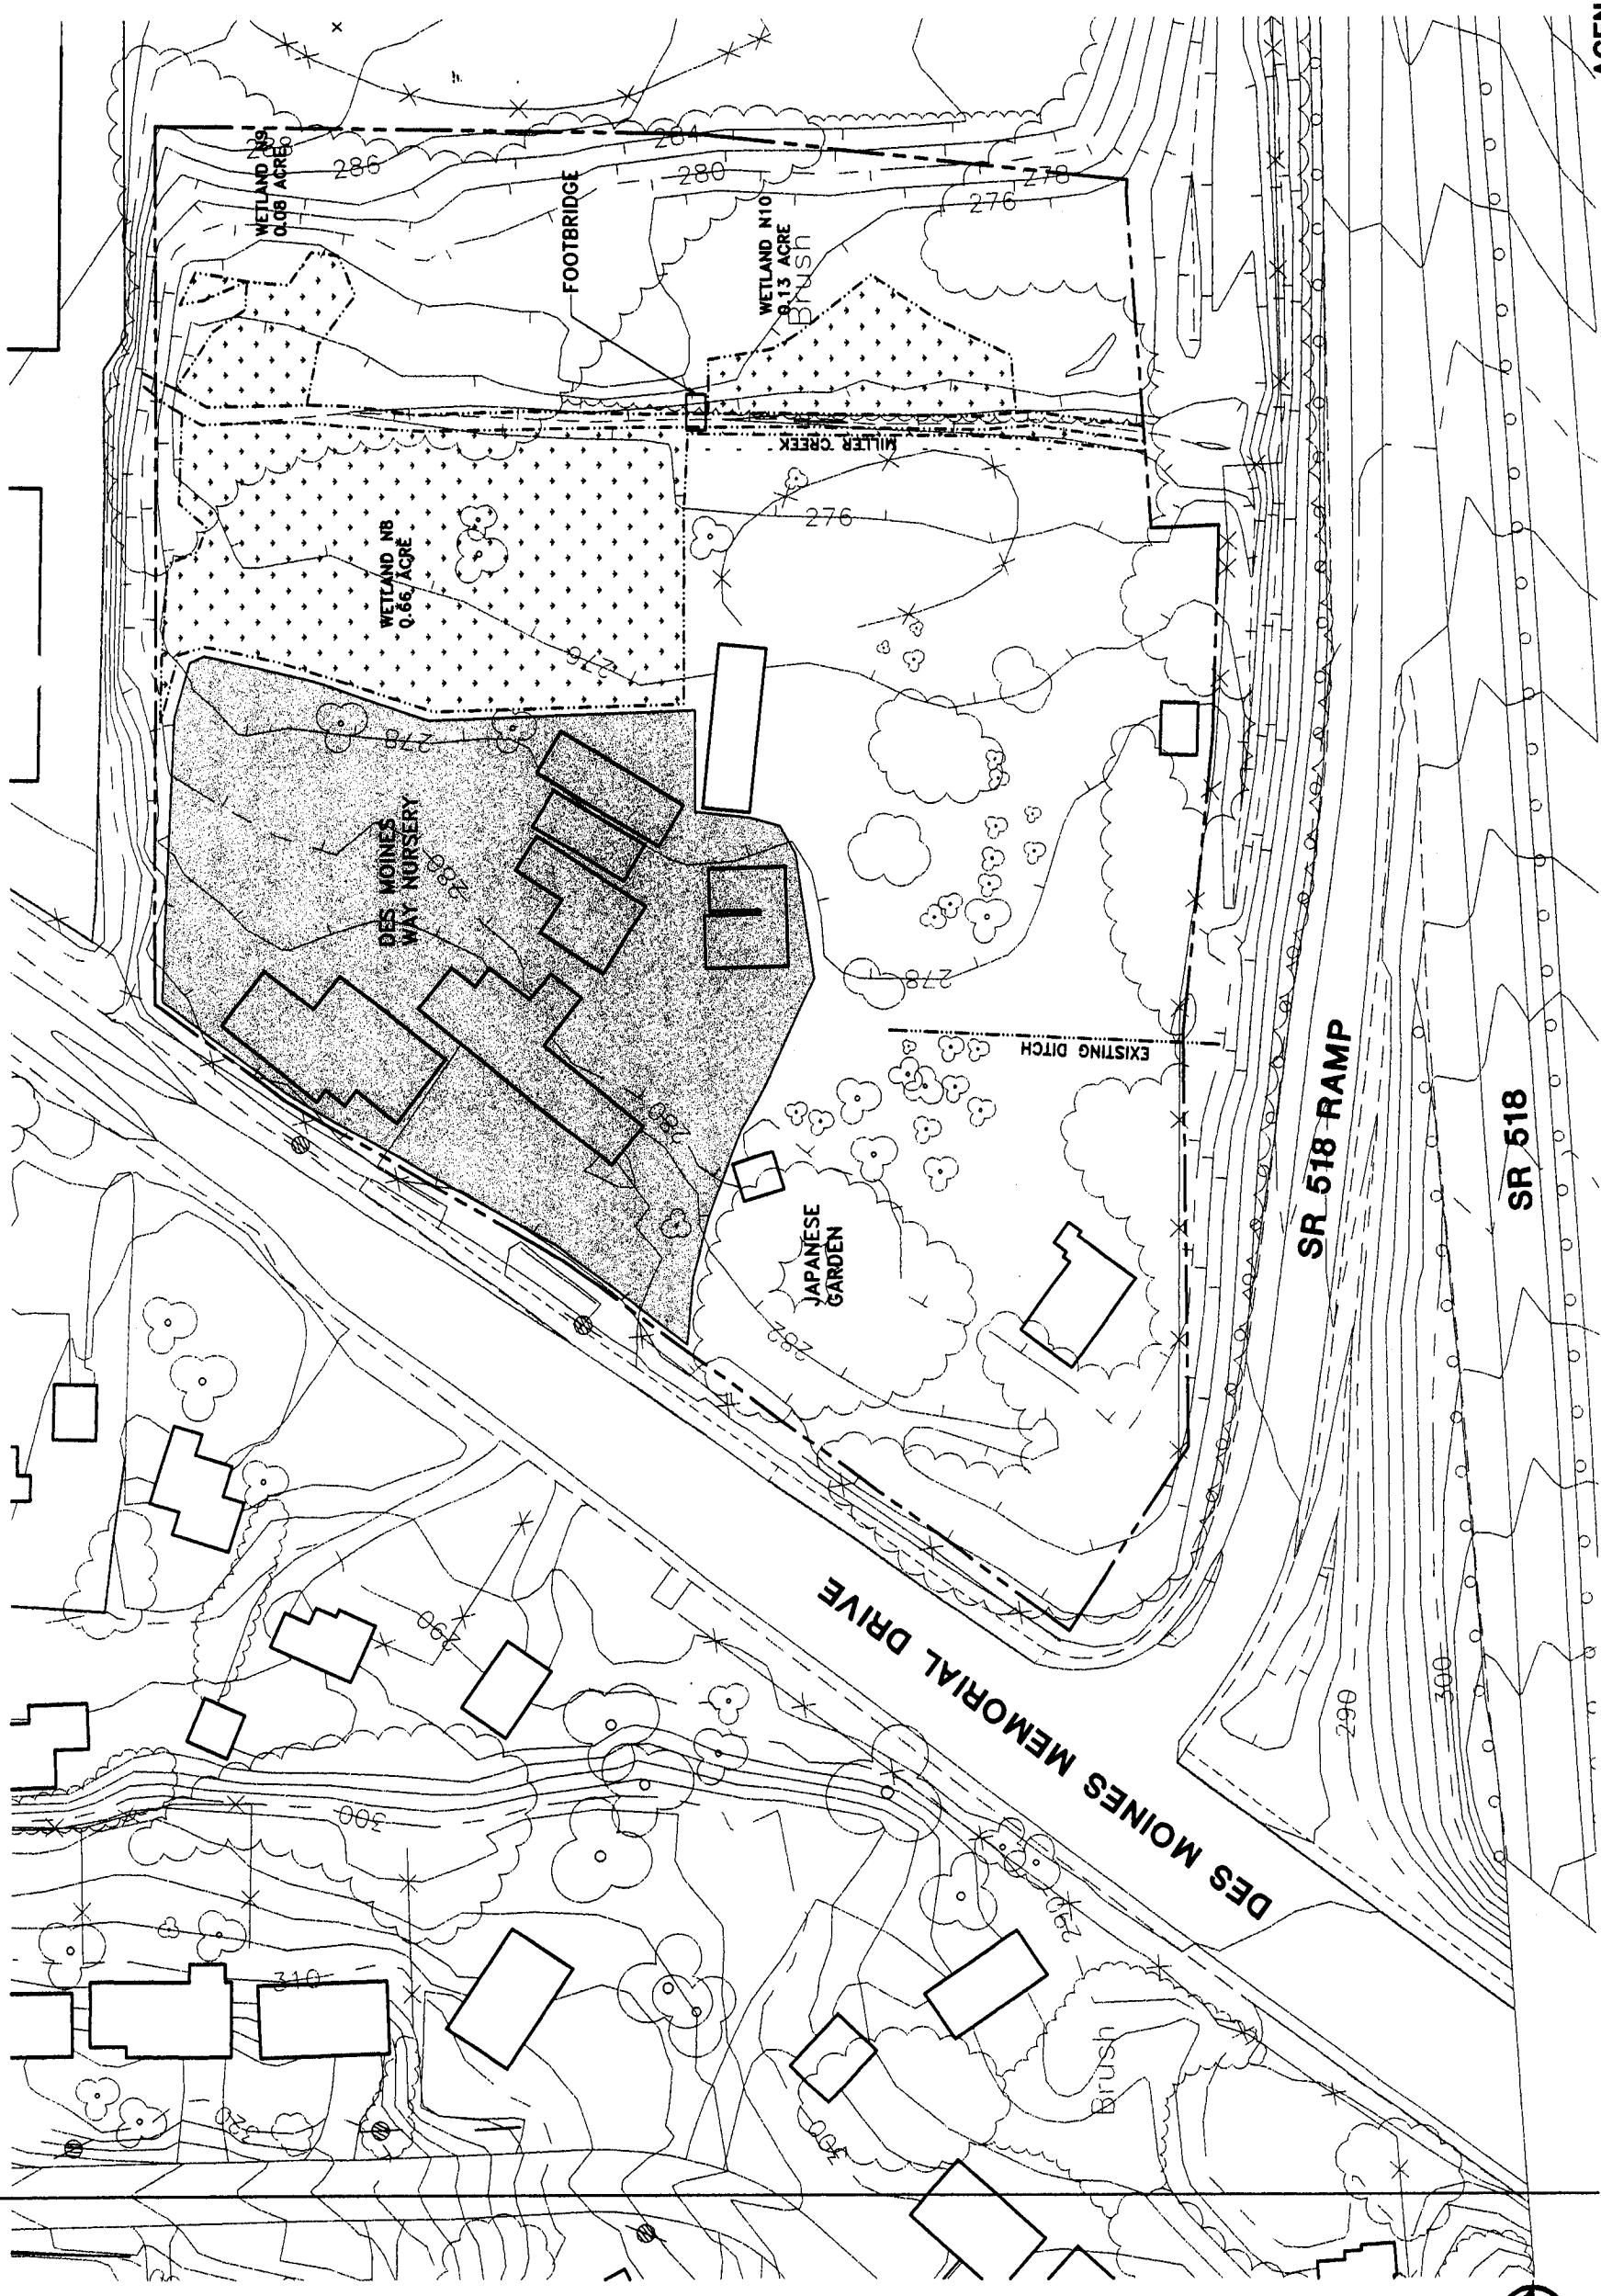 AGEN
WETLAND N9
0.08 ACRE
286
284
280
278
276
FOOTBRIDGE
WETLAND N10
0.13 ACRE
Brush
MILLER CREEK
276
WETLAND N8
0.66 ACRE
276
278
DES MOINES
WAY NURSERY
280
278
EXISTING DITCH
280
JAPANESE
GARDEN
282
SR 518 RAMP
SR 518
DES MOINES MEMORIAL DRIVE
290
290
300
300
310
290
Brush
300